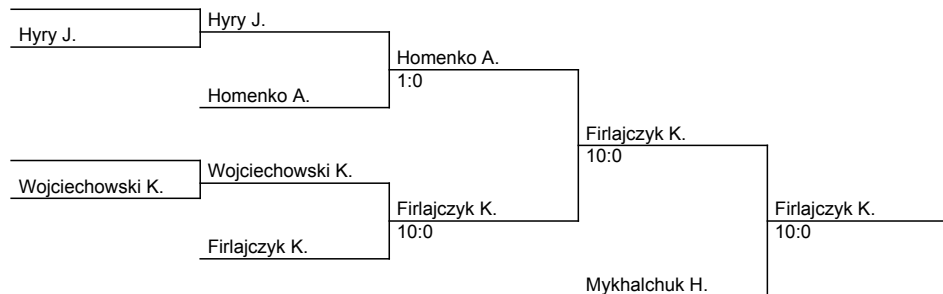 Hyry J.
Hyry J.
Homenko A.
1:0
Homenko A.
Firlajczyk K.
10:0
Wojciechowski K.
Wojciechowski K.
Firlajczyk K.
10:0
Firlajczyk K.
10:0
Firlajczyk K.
Mykhalchuk H.